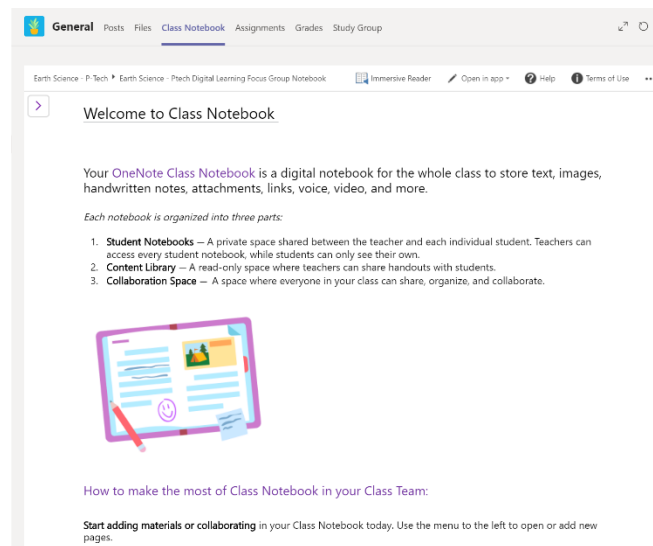 General Posts Files Class Notebook Assignments Grades Study Group
Earth Science - P-Tech Earth Science - Ptech Digital Learning Focus Group Notebook Immersive Reader Open in app Help Terms of Use
Welcome to Class Notebook
Your OneNote Class Notebook is a digital notebook for the whole class to store text, images,
handwritten notes, attachments, links, voice, video, and more.
Each notebook is organized into three parts:
1. Student Notebooks — A private space shared between the teacher and each individual student. Teachers can
access every student notebook, while students can only see their own.
2. Content Library — A read-only space where teachers can share handouts with students.
3. Collaboration Space — A space where everyone in your class can share, organize, and collaborate.
How to make the most of Class Notebook in your Class Team:
Start adding materials or collaborating in your Class Notebook today. Use the menu to the left to open or add new
pages.